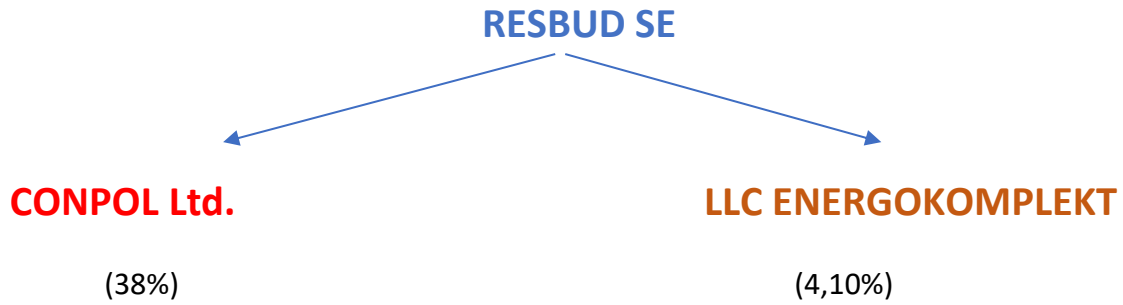 RESBUD SE
CONPOL Ltd.
LLC ENERGOKOMPLEKT
(38%)
(4,10%)